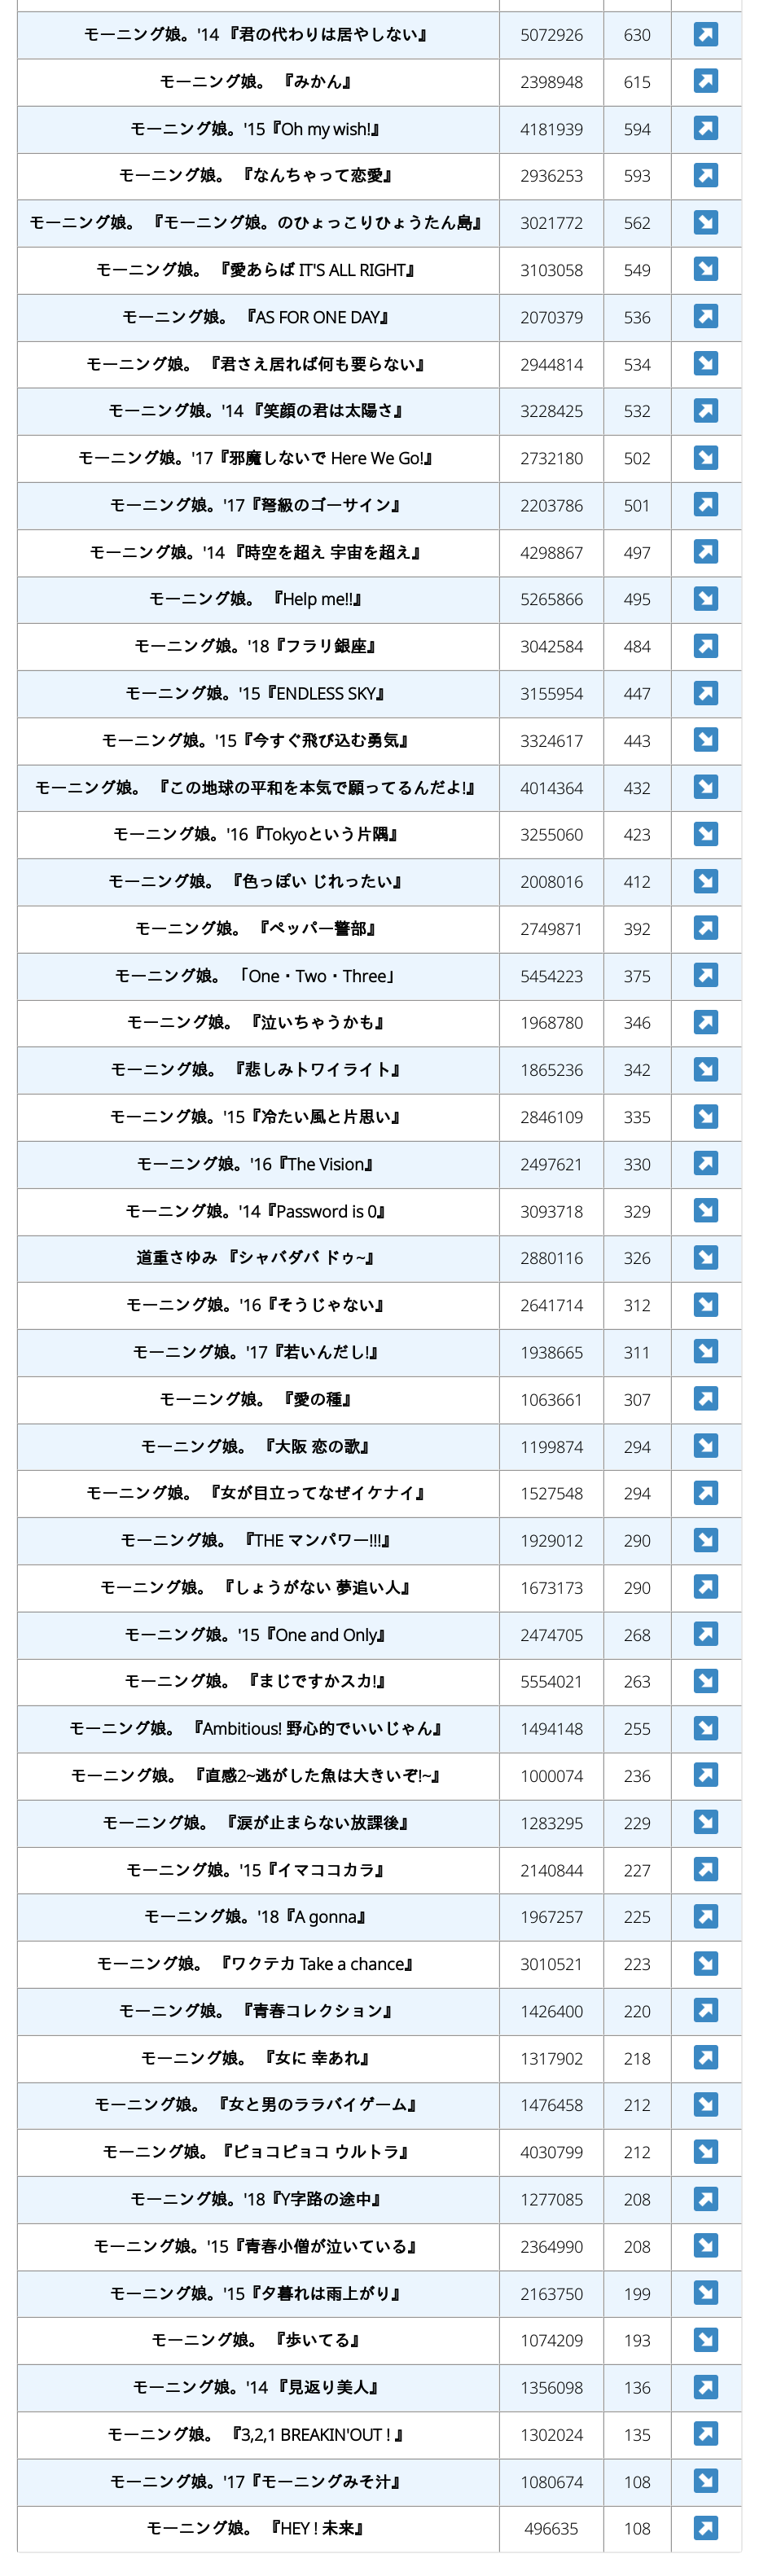 モーニング娘。'14 『君の代わりは居やしない』 5072926 630 ↗
モーニング娘。 『みかん』 2398948 615 ↗
モーニング娘。'15『Oh my wish!』 4181939 594 ↗
モーニング娘。 『なんちゃって恋愛』 2936253 593 ↗
モーニング娘。 『モーニング娘。のひょっこりひょうたん島』 3021772 562 ↘
モーニング娘。 『愛あらば IT'S ALL RIGHT』 3103058 549 ↘
モーニング娘。 『AS FOR ONE DAY』 2070379 536 ↗
モーニング娘。 『君さえ居れば何も要らない』 2944814 534 ↘
モーニング娘。'14 『笑顔の君は太陽さ』 3228425 532 ↗
モーニング娘。'17『邪魔しないで Here We Go!』 2732180 502 ↘
モーニング娘。'17『弩級のゴーサイン』 2203786 501 ↗
モーニング娘。'14 『時空を超え 宇宙を超え』 4298867 497 ↗
モーニング娘。 『Help me!!』 5265866 495 ↘
モーニング娘。'18『フラリ銀座』 3042584 484 ↗
モーニング娘。'15『ENDLESS SKY』 3155954 447 ↗
モーニング娘。'15『今すぐ飛び込む勇気』 3324617 443 ↘
モーニング娘。 『この地球の平和を本気で願ってるんだよ!』 4014364 432 ↘
モーニング娘。'16『Tokyoという片隅』 3255060 423 ↘
モーニング娘。 『色っぽい じれったい』 2008016 412 ↘
モーニング娘。 『ペッパー警部』 2749871 392 ↗
モーニング娘。 「One・Two・Three」 5454223 375 ↗
モーニング娘。 『泣いちゃうかも』 1968780 346 ↗
モーニング娘。 『悲しみトワイライト』 1865236 342 ↘
モーニング娘。'15『冷たい風と片思い』 2846109 335 ↘
モーニング娘。'16『The Vision』 2497621 330 ↗
モーニング娘。'14『Password is 0』 3093718 329 ↘
道重さゆみ 『シャバダバ ドゥ~』 2880116 326 ↘
モーニング娘。'16『そうじゃない』 2641714 312 ↘
モーニング娘。'17『若いんだし!』 1938665 311 ↘
モーニング娘。 『愛の種』 1063661 307 ↗
モーニング娘。 『大阪 恋の歌』 1199874 294 ↘
モーニング娘。 『女が目立ってなぜイケナイ』 1527548 294 ↗
モーニング娘。 『THE マンパワー!!!』 1929012 290 ↘
モーニング娘。 『しょうがない 夢追い人』 1673173 290 ↗
モーニング娘。'15『One and Only』 2474705 268 ↗
モーニング娘。 『まじですかスカ!』 5554021 263 ↘
モーニング娘。 『Ambitious! 野心的でいいじゃん』 1494148 255 ↘
モーニング娘。 『直感2~逃がした魚は大きいぞ!~』 1000074 236 ↗
モーニング娘。 『涙が止まらない放課後』 1283295 229 ↘
モーニング娘。'15『イマココカラ』 2140844 227 ↗
モーニング娘。'18『A gonna』 1967257 225 ↗
モーニング娘。 『ワクテカ Take a chance』 3010521 223 ↘
モーニング娘。 『青春コレクション』 1426400 220 ↗
モーニング娘。 『女に 幸あれ』 1317902 218 ↗
モーニング娘。 『女と男のララバイゲーム』 1476458 212 ↘
モーニング娘。『ピョコピョコ ウルトラ』 4030799 212 ↘
モーニング娘。'18『Y字路の途中』 1277085 208 ↗
モーニング娘。'15『青春小僧が泣いている』 2364990 208 ↘
モーニング娘。'15『夕暮れは雨上がり』 2163750 199 ↘
モーニング娘。 『歩いてる』 1074209 193 ↘
モーニング娘。'14 『見返り美人』 1356098 136 ↗
モーニング娘。 『3,2,1 BREAKIN'OUT ! 』 1302024 135 ↗
モーニング娘。'17『モーニングみそ汁』 1080674 108 ↘
モーニング娘。 『HEY ! 未来』 496635 108 ↗